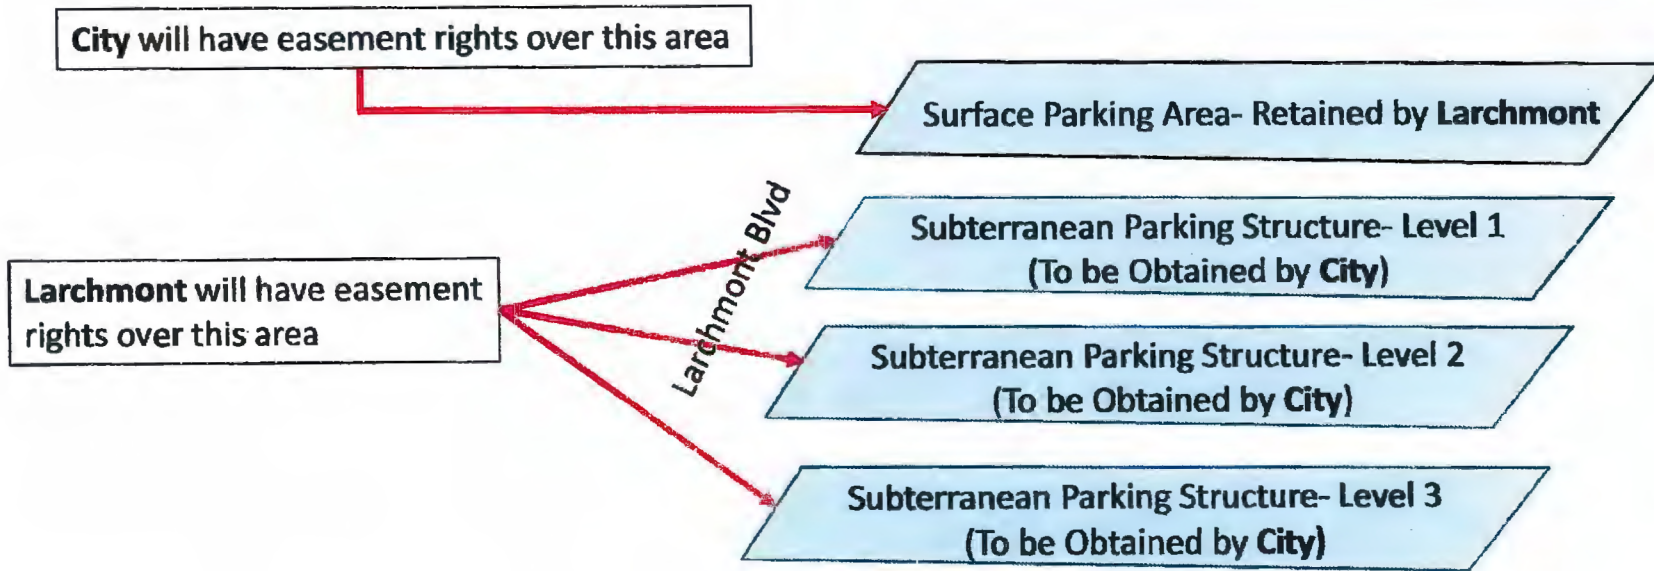 City will have easement rights over this area
Surface Parking Area- Retained by Larchmont
Larchmont Blvd
Subterranean Parking Structure- Level 1
(To be Obtained by City)
Larchmont will have easement
rights over this area
Subterranean Parking Structure- Level 2
(To be Obtained by City)
Subterranean Parking Structure- Level 3
(To be Obtained by City)